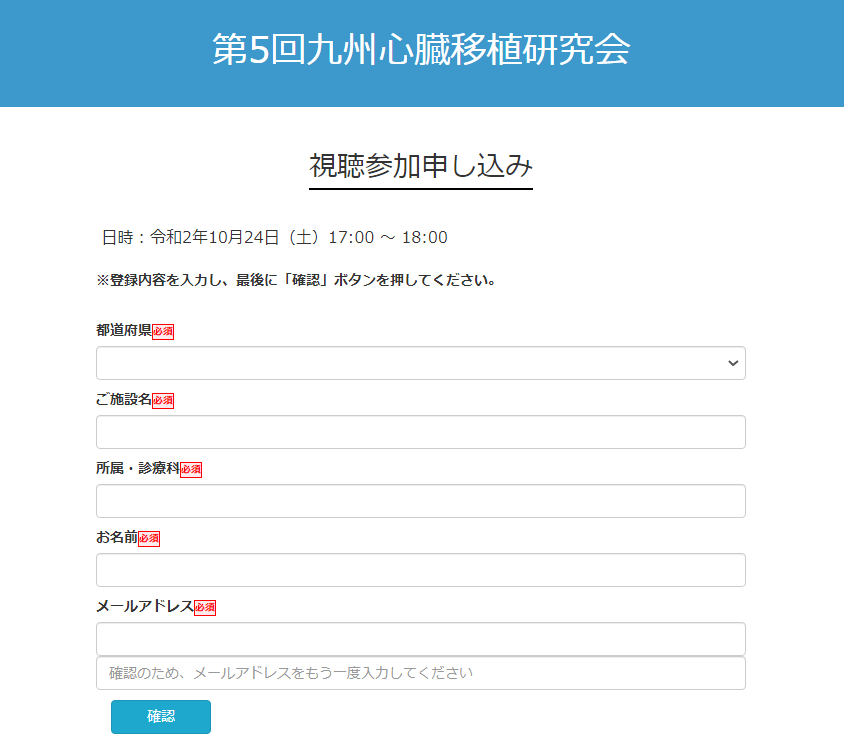 第5回九州心臓移植研究会
視聴参加申し込み
日時：令和2年10月24日（土）17:00 ～ 18:00
※登録内容を入力し、最後に「確認」ボタンを押してください。
都道府県必須
ご施設名必須
所属・診療科必須
お名前必須
メールアドレス必須
確認のため、メールアドレスをもう一度入力してください
確認